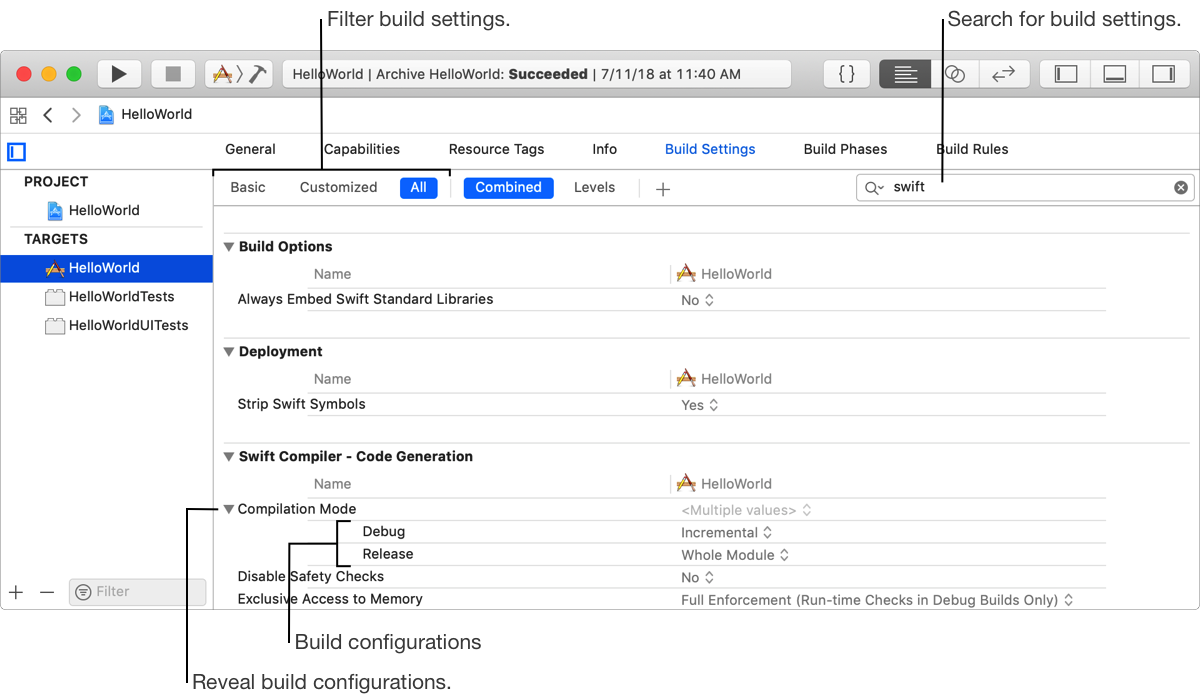 Filter build settings.
Search for build settings.
HelloWorld | Archive HelloWorld: Succeeded | 7/11/18 at 11:40 AM
{}
HelloWorld
General Capabilities Resource Tags Info Build Settings Build Phases Build Rules
PROJECT
HelloWorld
TARGETS
HelloWorld
HelloWorldTests
HelloWorldUITests
Filter
Basic Customized All Combined Levels
swift
Build Options
Name HelloWorld
Always Embed Swift Standard Libraries No
Deployment
Name HelloWorld
Strip Swift Symbols Yes
Swift Compiler - Code Generation
Name HelloWorld
Compilation Mode <Multiple values>
Debug Incremental
Release Whole Module
Disable Safety Checks No
Exclusive Access to Memory Full Enforcement (Run-time Checks in Debug Builds Only)
Build configurations
Reveal build configurations.